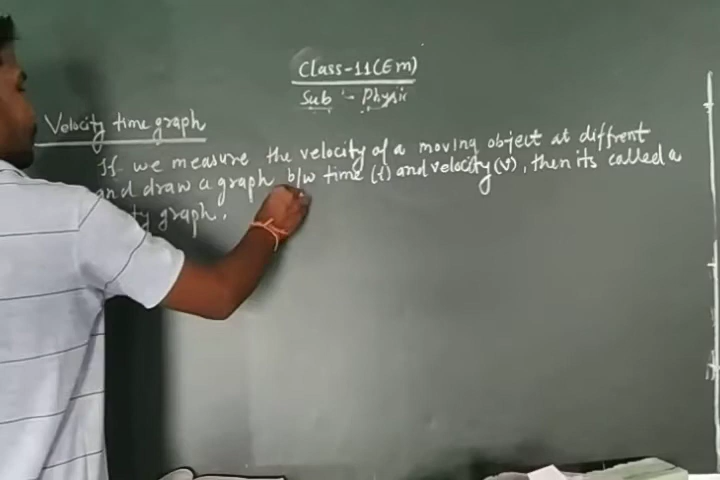 Class-11(Em)
Sub :- Physic
Velocity time graph
If we measure the velocity of a moving object at diffrent
and draw a graph b/w time (t) and velocity (v), then its called a
graph.